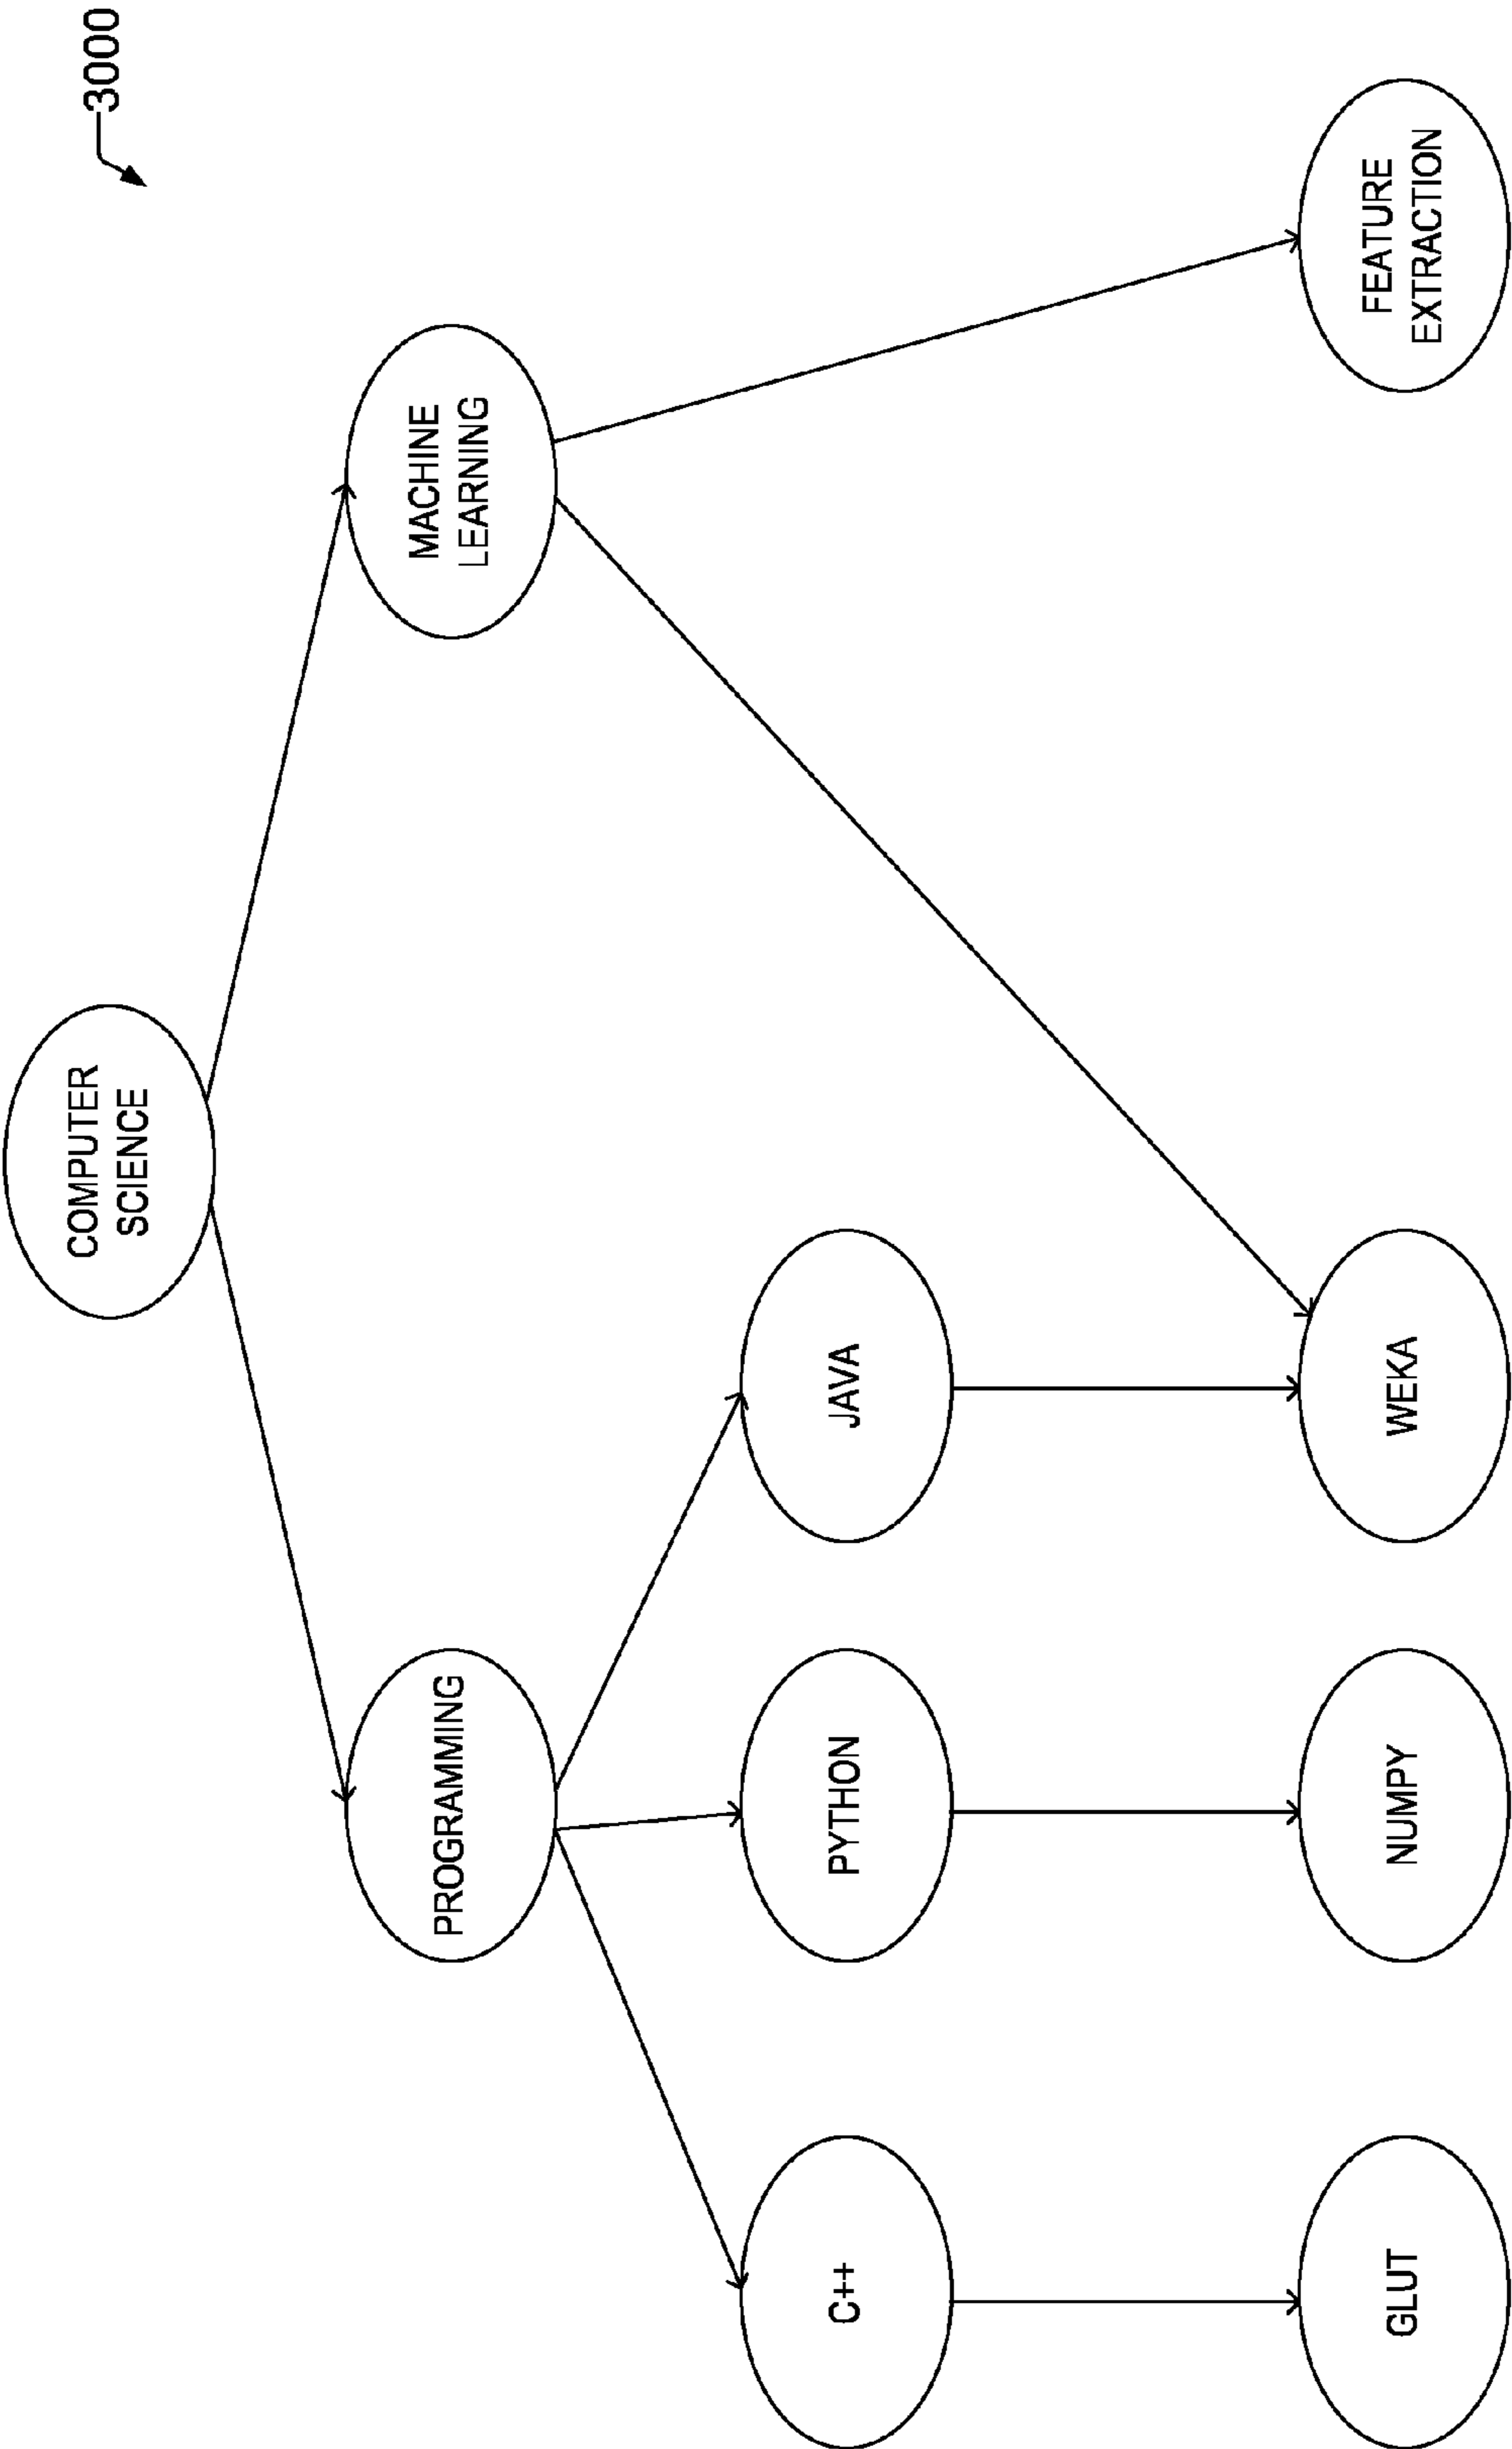 3000
COMPUTER
SCIENCE
PROGRAMMING
MACHINE
LEARNING
C++
PYTHON
JAVA
GLUT
NUMPY
WEKA
FEATURE
EXTRACTION